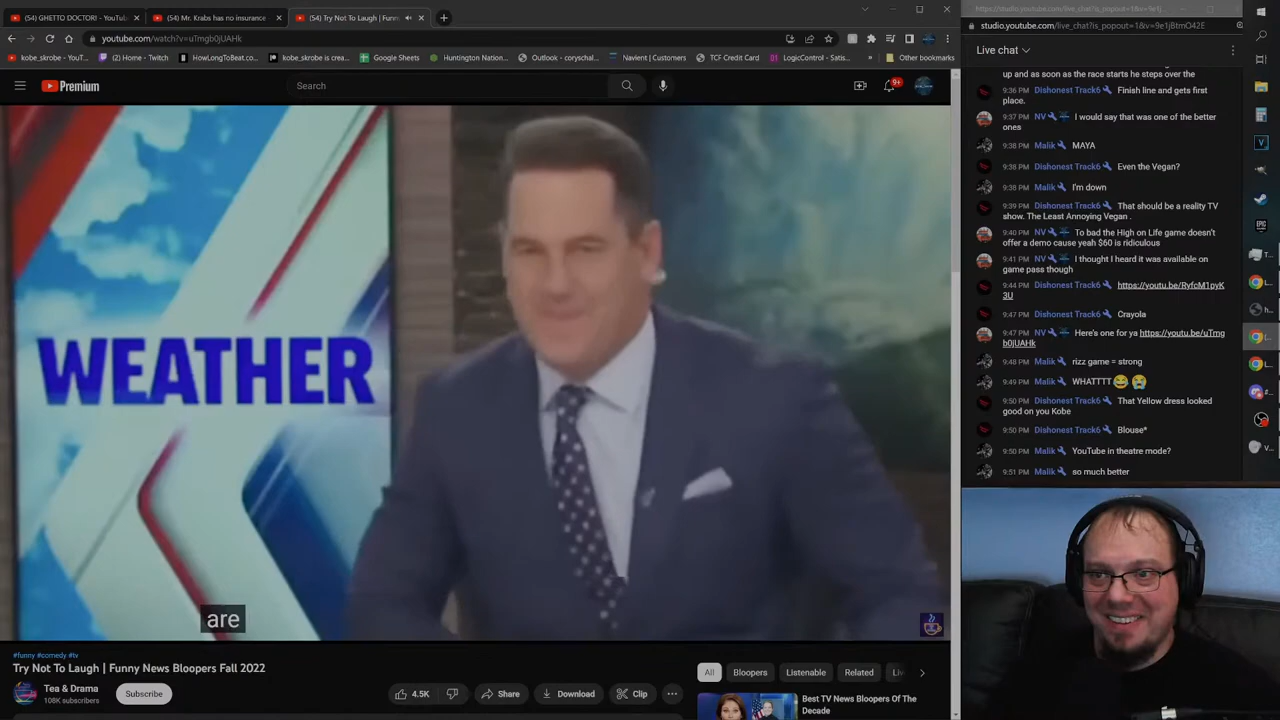 (54) GHETTO DOCTOR! - YouTu
(54) Mr. Krabs has no insurance
(54) Try Not To Laugh | Funny
youtube.com/watch?v=uTmgb0jUAHk
kobe_skrobe - YouT...
(2) Home - Twitch
HowLongToBeat.co...
kobe_skrobe is crea...
Google Sheets
Huntington Nation...
Outlook - coryschal...
Navient | Customers
TCF Credit Card
LogicControl - Satis...
»
Other bookmarks
Premium
Search
9+
WEATHER
are
#funny #comedy #tv
Try Not To Laugh | Funny News Bloopers Fall 2022
Tea & Drama
108K subscribers
Subscribe
4.5K
Share
Download
Clip
All
Bloopers
Listenable
Related
Best TV News Bloopers Of The
Decade
studio.youtube.com/live_chat?is_popout=1&v=9e1jBtmO42E
Live chat
up and as soon as the race starts he steps over the
9:36 PM Dishonest Track6 Finish line and gets first
place.
9:37 PM NV I would say that was one of the better
ones
9:38 PM Malik MAYA
9:38 PM Dishonest Track6 Even the Vegan?
9:38 PM Malik I'm down
9:39 PM Dishonest Track6 That should be a reality TV
show. The Least Annoying Vegan .
9:40 PM NV To bad the High on Life game doesn't
offer a demo cause yeah $60 is ridiculous
9:41 PM NV I thought I heard it was available on
game pass though
9:44 PM Dishonest Track6 https://youtu.be/RyfcM1pyK
3U
9:47 PM Dishonest Track6 Crayola
9:47 PM NV Here's one for ya https://youtu.be/uTmg
b0jUAHk
9:48 PM Malik rizz game = strong
9:49 PM Malik WHATTTT 😂 😭
9:50 PM Dishonest Track6 That Yellow dress looked
good on you Kobe
9:50 PM Dishonest Track6 Blouse*
9:50 PM Malik YouTube in theatre mode?
9:51 PM Malik so much better